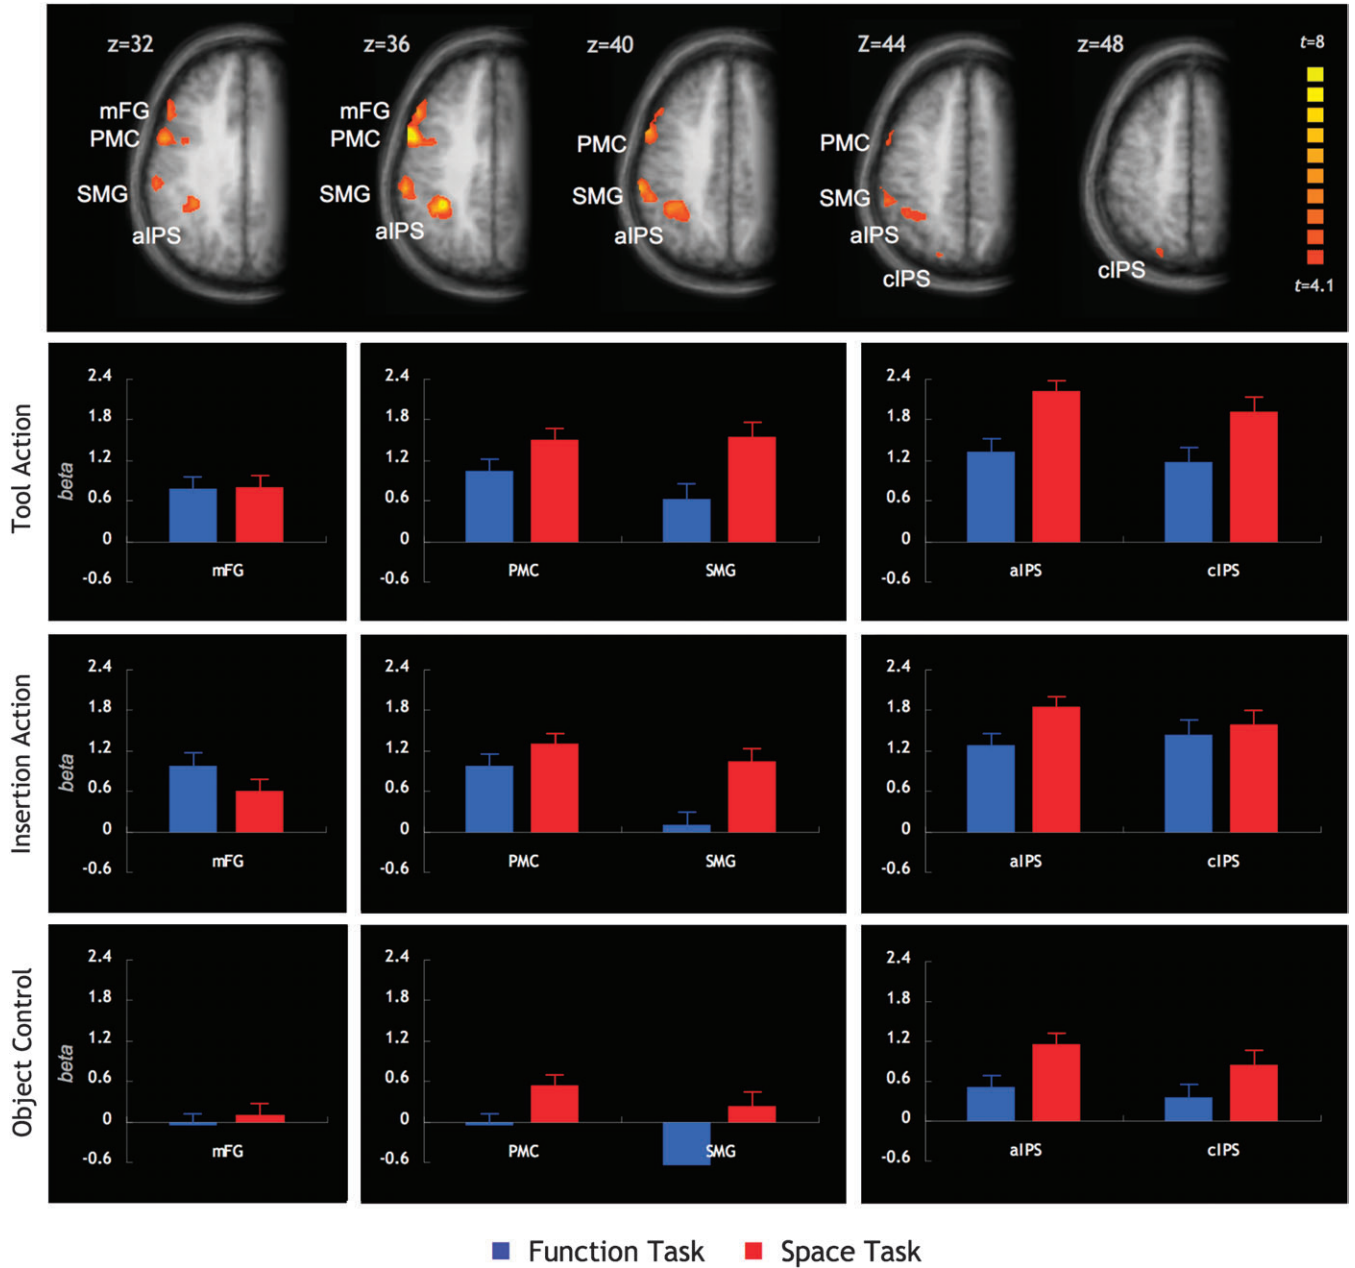 z=32 z=36 z=40 Z=44 z=48 t=8
mFG mFG
PMC PMC PMC PMC
SMG SMG SMG SMG
aIPS aIPS aIPS aIPS
cIPS cIPS
t=4.1
Tool Action
beta
2.4 2.4 2.4
1.8 1.8 1.8
1.2 1.2 1.2
0.6 0.6 0.6
0 0 0
mFG PMC SMG aIPS cIPS
-0.6 -0.6 -0.6
Insertion Action
beta
2.4 2.4 2.4
1.8 1.8 1.8
1.2 1.2 1.2
0.6 0.6 0.6
0 0 0
mFG PMC SMG aIPS cIPS
-0.6 -0.6 -0.6
Object Control
beta
2.4 2.4 2.4
1.8 1.8 1.8
1.2 1.2 1.2
0.6 0.6 0.6
0 0 0
mFG PMC SMG aIPS cIPS
-0.6 -0.6 -0.6
Function Task Space Task